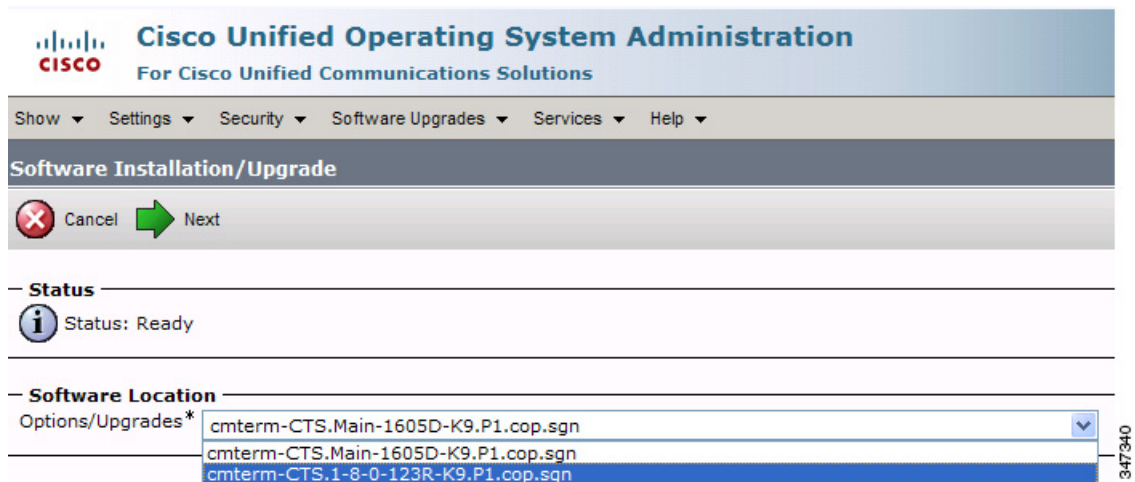 Cisco Unified Operating System Administration
CISCO
For Cisco Unified Communications Solutions
Show Settings Security Software Upgrades Services Help
Software Installation/Upgrade
Cancel Next
Status
i Status: Ready
Software Location
Options/Upgrades* cmterm-CTS.Main-1605D-K9.P1.cop.sgn
cmterm-CTS.Main-1605D-K9.P1.cop.sgn
cmterm-CTS.1-8-0-123R-K9.P1.cop.sgn
347340